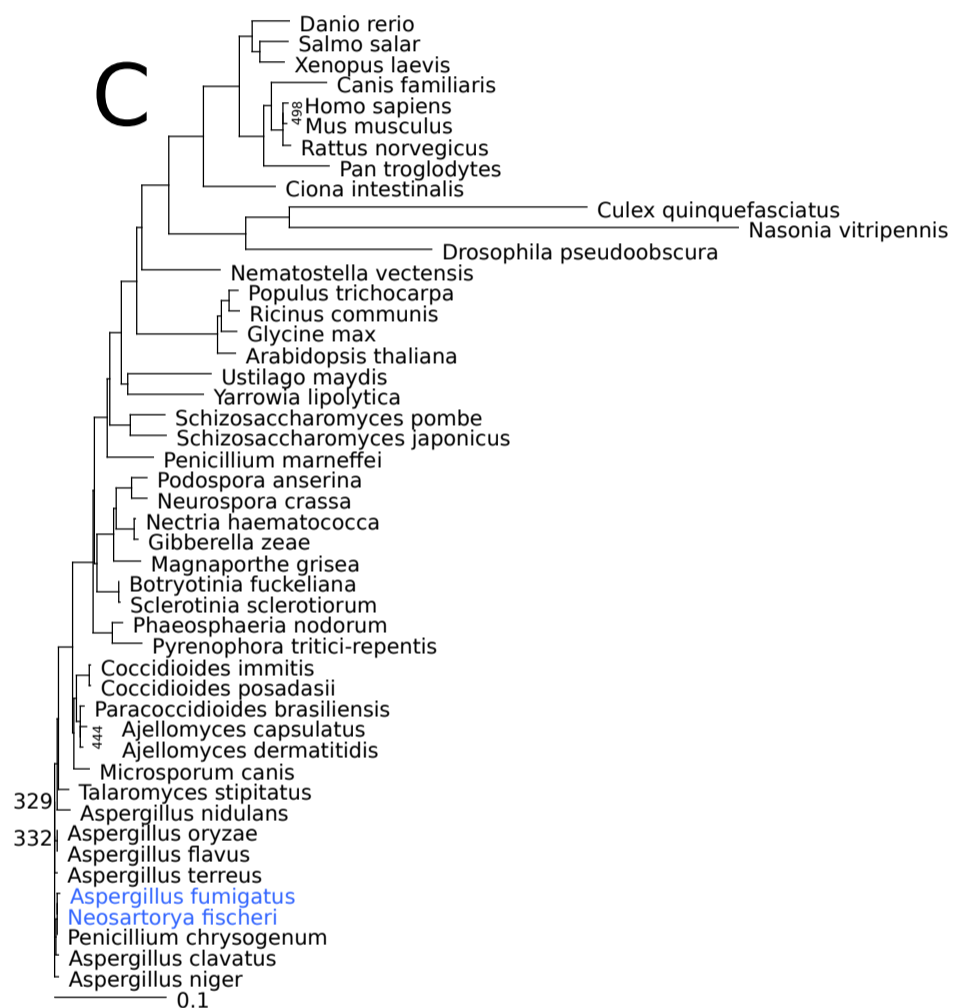 C
Danio rerio
Salmo salar
Xenopus laevis
Canis familiaris
498
Homo sapiens
Mus musculus
Rattus norvegicus
Pan troglodytes
Ciona intestinalis
Culex quinquefasciatus
Nasonia vitripennis
Drosophila pseudoobscura
Nematostella vectensis
Populus trichocarpa
Ricinus communis
Glycine max
Arabidopsis thaliana
Ustilago maydis
Yarrowia lipolytica
Schizosaccharomyces pombe
Schizosaccharomyces japonicus
Penicillium marneffei
Podospora anserina
Neurospora crassa
Nectria haematococca
Gibberella zeae
Magnaporthe grisea
Botryotinia fuckeliana
Sclerotinia sclerotiorum
Phaeosphaeria nodorum
Pyrenophora tritici-repentis
Coccidioides immitis
Coccidioides posadasii
Paracoccidioides brasiliensis
444
Ajellomyces capsulatus
Ajellomyces dermatitidis
Microsporum canis
Talaromyces stipitatus
329
Aspergillus nidulans
332
Aspergillus oryzae
Aspergillus flavus
Aspergillus terreus
Aspergillus fumigatus
Neosartorya fischeri
Penicillium chrysogenum
Aspergillus clavatus
Aspergillus niger
0.1